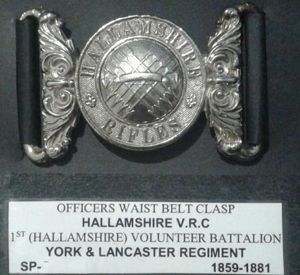 HALLAMSHIRE
RIFLES
OFFICERS WAIST BELT CLASP
HALLAMSHIRE V.R.C
1ST (HALLAMSHIRE) VOLUNTEER BATTALION
YORK & LANCASTER REGIMENT
SP- 1859-1881